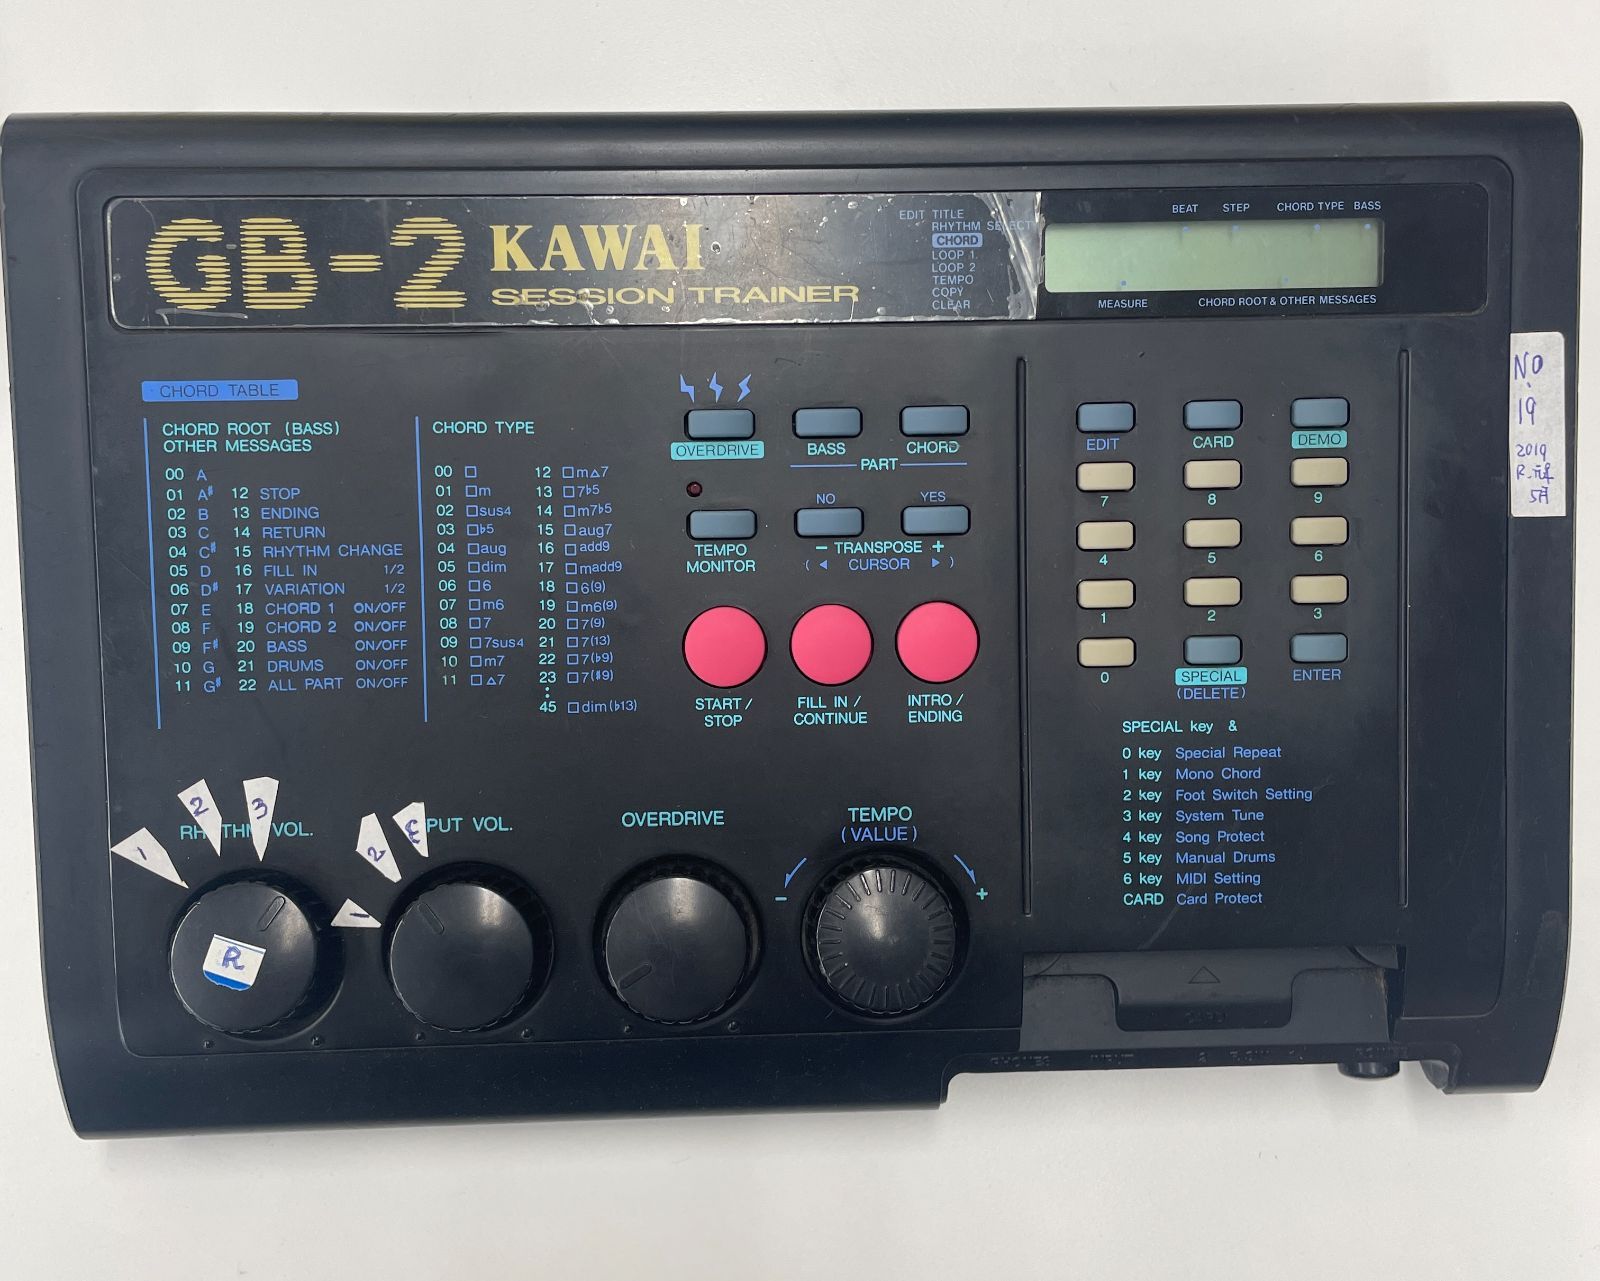 GB-2 KAWAI
SESSION TRAINER
EDIT TITLE
RHYTHM SELECT
CHORD
LOOP 1
LOOP 2
TEMPO
COPY
CLEAR
BEAT STEP CHORD TYPE BASS
MEASURE CHORD ROOT & OTHER MESSAGES
NO.
19
2019
CHORD TABLE
CHORD ROOT (BASS)
OTHER MESSAGES
00 A
01 A♯ 12 STOP
02 B 13 ENDING
03 C 14 RETURN
04 C♯ 15 RHYTHM CHANGE
05 D 16 FILL IN 1/2
06 D♯ 17 VARIATION 1/2
07 E 18 CHORD 1 ON/OFF
08 F 19 CHORD 2 ON/OFF
09 F♯ 20 BASS ON/OFF
10 G 21 DRUMS ON/OFF
11 G♯ 22 ALL PART ON/OFF
CHORD TYPE
00 □ 12 □m△7
01 □m 13 □7♭5
02 □sus4 14 □m7♭5
03 □♭5 15 □aug7
04 □aug 16 □add9
05 □dim 17 □madd9
06 □6 18 □6(9)
07 □m6 19 □m6(9)
08 □7 20 □7(9)
09 □7sus4 21 □7(13)
10 □m7 22 □7(♭9)
11 □△7 23 □7(♯9)
45 □dim(♭13)
OVERDRIVE BASS CHORD
PART
NO YES
TEMPO
MONITOR
− TRANSPOSE +
( ◀ CURSOR ▶ )
START /
STOP
FILL IN /
CONTINUE
INTRO /
ENDING
EDIT CARD DEMO
7 8 9
4 5 6
1 2 3
0 SPECIAL ENTER
(DELETE)
SPECIAL key &
0 key Special Repeat
1 key Mono Chord
2 key Foot Switch Setting
3 key System Tune
4 key Song Protect
5 key Manual Drums
6 key MIDI Setting
CARD Card Protect
1 2 3
RHYTHM VOL.
R
1 2 3
PUT VOL.
OVERDRIVE
TEMPO
(VALUE)
− +
PHONES INPUT